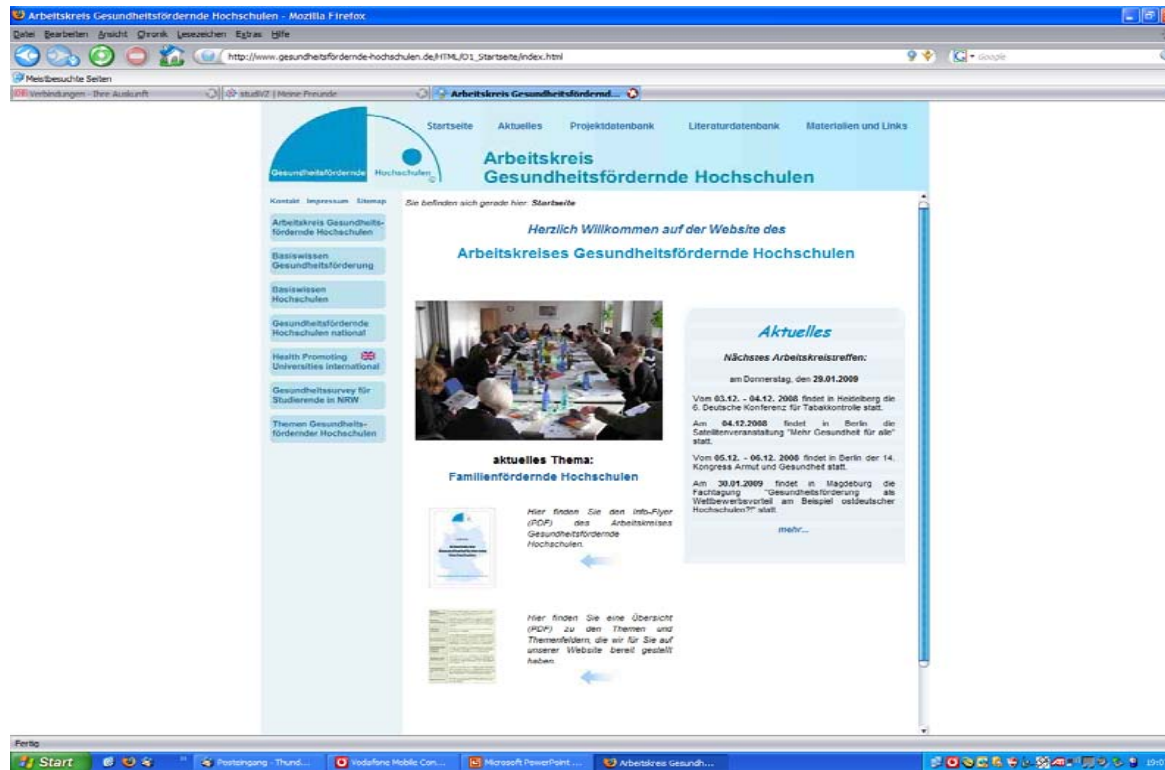 Arbeitskreis Gesundheitsfördernde Hochschulen - Mozilla Firefox
Datei Bearbeiten Ansicht Chronik Lesezeichen Extras Hilfe
http://www.gesundheitsfoerdernde-hochschulen.de/HTML/O1_Startseite/index.html
Google
Meistbesuchte Seiten
Verbindungen - Ihre Auskunft
studiVZ | Meine Freunde
Arbeitskreis Gesundheitsfördernd...
Startseite Aktuelles Projektdatenbank Literaturdatenbank Materialien und Links
Gesundheitsfördernde Hochschulen ©
Arbeitskreis
Gesundheitsfördernde Hochschulen
Kontakt Impressum Sitemap
Sie befinden sich gerade hier: Startseite
Arbeitskreis Gesundheits-
fördernde Hochschulen
Basiswissen
Gesundheitsförderung
Basiswissen
Hochschulen
Gesundheitsfördernde
Hochschulen national
Health Promoting
Universities international
Gesundheitssurvey für
Studierende in NRW
Themen Gesundheits-
fördernder Hochschulen
Herzlich Willkommen auf der Website des
Arbeitskreises Gesundheitsfördernde Hochschulen
aktuelles Thema:
Familienfördernde Hochschulen
Hier finden Sie den Info-Flyer
(PDF) des Arbeitskreises
Gesundheitsfördernde
Hochschulen.
Hier finden Sie eine Übersicht
(PDF) zu den Themen und
Themenfeldern, die wir für Sie auf
unserer Website bereit gestellt
haben.
Aktuelles
Nächstes Arbeitskreistreffen:
am Donnerstag, den 29.01.2009
Vom 03.12. - 04.12. 2008 findet in Heidelberg die
6. Deutsche Konferenz für Tabakkontrolle statt.
Am 04.12.2008 findet in Berlin die
Satellitenveranstaltung "Mehr Gesundheit für alle"
statt.
Vom 05.12. - 06.12. 2008 findet in Berlin der 14.
Kongress Armut und Gesundheit statt.
Am 30.01.2009 findet in Magdeburg die
Fachtagung "Gesundheitsförderung als
Wettbewerbsvorteil am Beispiel ostdeutscher
Hochschulen?!" statt.
mehr...
Fertig
Start
Posteingang - Thund...
Vodafone Mobile Con...
Microsoft PowerPoint ...
Arbeitskreis Gesundh...